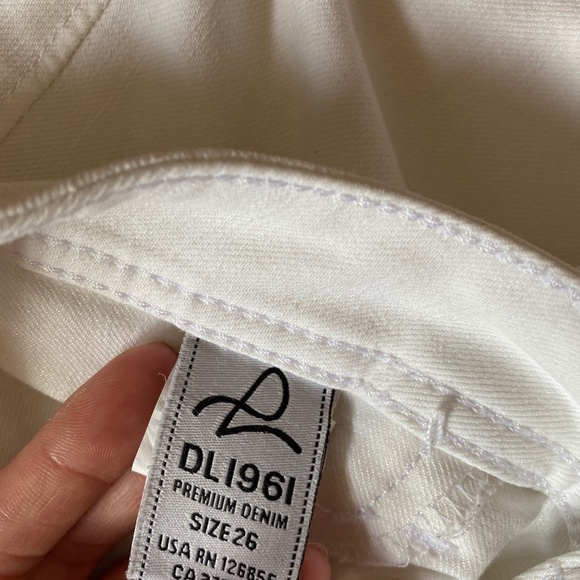 DL1961
PREMIUM DENIM
SIZE 26
USA RN 126855